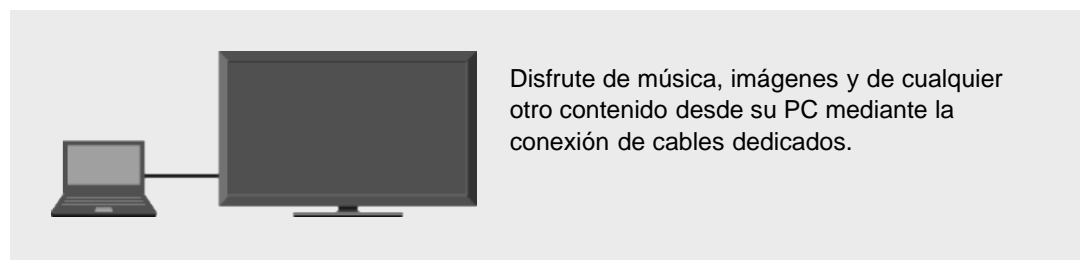 Disfrute de música, imágenes y de cualquier
otro contenido desde su PC mediante la
conexión de cables dedicados.